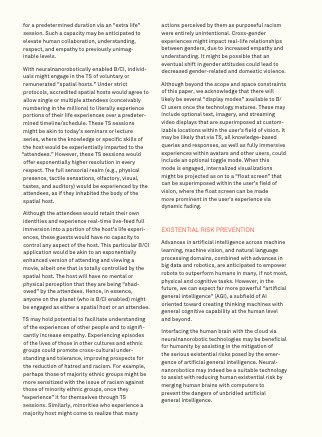 for a predetermined duration via an "extra life"
session. Such a capacity may be anticipated to
elevate human collaboration, understanding,
respect, and empathy to previously unimag-
inable levels.
With neuralnanorobotically enabled B/CI, individ-
uals might engage in the TS of voluntary or
remunerated "spatial hosts." Under strict
protocols, accredited spatial hosts would agree to
allow single or multiple attendees (conceivably
numbering in the millions) to literally experience
portions of their life experiences over a predeter-
mined timeline/schedule. These TS sessions
might be akin to today's seminars or lecture
series, where the knowledge or specific skills of
the host would be experientially imparted to the
"attendees." However, these TS sessions would
offer exponentially higher resolution in every
respect. The full sensorial realm (e.g., physical
presence, tactile sensations, olfactory, visual,
tastes, and auditory) would be experienced by the
attendees, as if they inhabited the body of the
spatial host.
Although the attendees would retain their own
identities and experience real-time live-feed full
immersion into a portion of the host's life experi-
ences, these guests would have no capacity to
control any aspect of the host. This particular B/CI
application would be akin to an exponentially
enhanced version of attending and viewing a
movie, albeit one that is totally controlled by the
spatial host. The host will have no mental or
physical perception that they are being "shad-
owed" by the attendees. Hence, in essence,
anyone on the planet (who is B/CI enabled) might
be engaged as either a spatial host or an attendee.
TS may hold potential to facilitate understanding
of the experiences of other people and to signifi-
cantly increase empathy. Experiencing episodes
of the lives of those in other cultures and ethnic
groups could promote cross-cultural under-
standing and tolerance, improving prospects for
the reduction of hatred and racism. For example,
perhaps those of majority ethnic groups might be
more sensitized with the issue of racism against
those of minority ethnic groups, once they
"experience" it for themselves through TS
sessions. Similarly, minorities who experience a
majority host might come to realize that many
actions perceived by them as purposeful racism
were entirely unintentional. Cross-gender
experiences might impact real-life relationships
between genders, due to increased empathy and
understanding. It might be possible that an
eventual shift in gender attitudes could lead to
decreased gender-related and domestic violence.
Although beyond the scope and space constraints
of this paper, we acknowledge that there will
likely be several "display modes" available to B/
CI users once the technology matures. These may
include optional text, imagery, and streaming
video displays that are superimposed at custom-
izable locations within the user's field of vision. It
may be likely that via TS, all knowledge-based
queries and responses, as well as fully immersive
experiences within avatars and other users, could
include an optional toggle mode. When this
mode is engaged, internalized visualizations
might be projected as on to a "float screen" that
can be superimposed within the user's field of
vision, where the float screen can be made
more prominent in the user's experience via
dynamic fading.
EXISTENTIAL RISK PREVENTION
Advances in artificial intelligence across machine
learning, machine vision, and natural language
processing domains, combined with advances in
big data and robotics, are anticipated to empower
robots to outperform humans in many, if not most,
physical and cognitive tasks. However, in the
future, we can expect far more powerful "artificial
general intelligence" (AGI), a subfield of AI
oriented toward creating thinking machines with
general cognitive capability at the human level
and beyond.
Interfacing the human brain with the cloud via
neuralnanorobotic technologies may be beneficial
for humanity by assisting in the mitigation of
the serious existential risks posed by the emer-
gence of artificial general intelligence. Neural-
nanorobotics may indeed be a suitable technology
to assist with reducing human existential risk by
merging human brains with computers to
prevent the dangers of unbridled artificial
general intelligence.